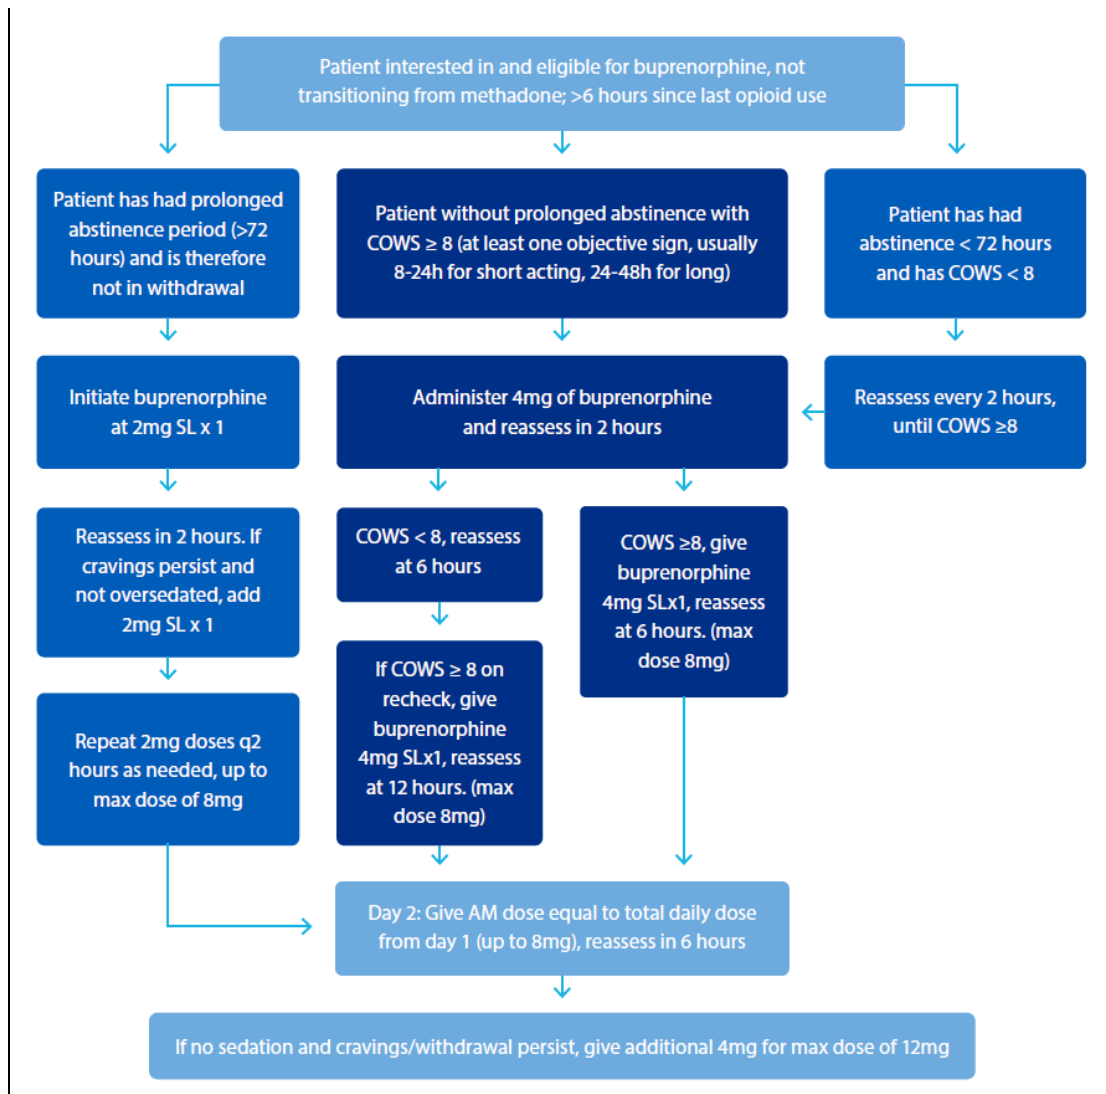 Patient interested in and eligible for buprenorphine, not
transitioning from methadone; >6 hours since last opioid use
Patient has had prolonged
abstinence period (>72
hours) and is therefore
not in withdrawal
Patient without prolonged abstinence with
COWS ≥ 8 (at least one objective sign, usually
8-24h for short acting, 24-48h for long)
Patient has had
abstinence < 72 hours
and has COWS < 8
Initiate buprenorphine
at 2mg SL x 1
Administer 4mg of buprenorphine
and reassess in 2 hours
Reassess every 2 hours,
until COWS ≥8
Reassess in 2 hours. If
cravings persist and
not oversedated, add
2mg SL x 1
COWS < 8, reassess
at 6 hours
COWS ≥8, give
buprenorphine
4mg SLx1, reassess
at 6 hours. (max
dose 8mg)
If COWS ≥ 8 on
recheck, give
buprenorphine
4mg SLx1, reassess
at 12 hours. (max
dose 8mg)
Repeat 2mg doses q2
hours as needed, up to
max dose of 8mg
Day 2: Give AM dose equal to total daily dose
from day 1 (up to 8mg), reassess in 6 hours
If no sedation and cravings/withdrawal persist, give additional 4mg for max dose of 12mg